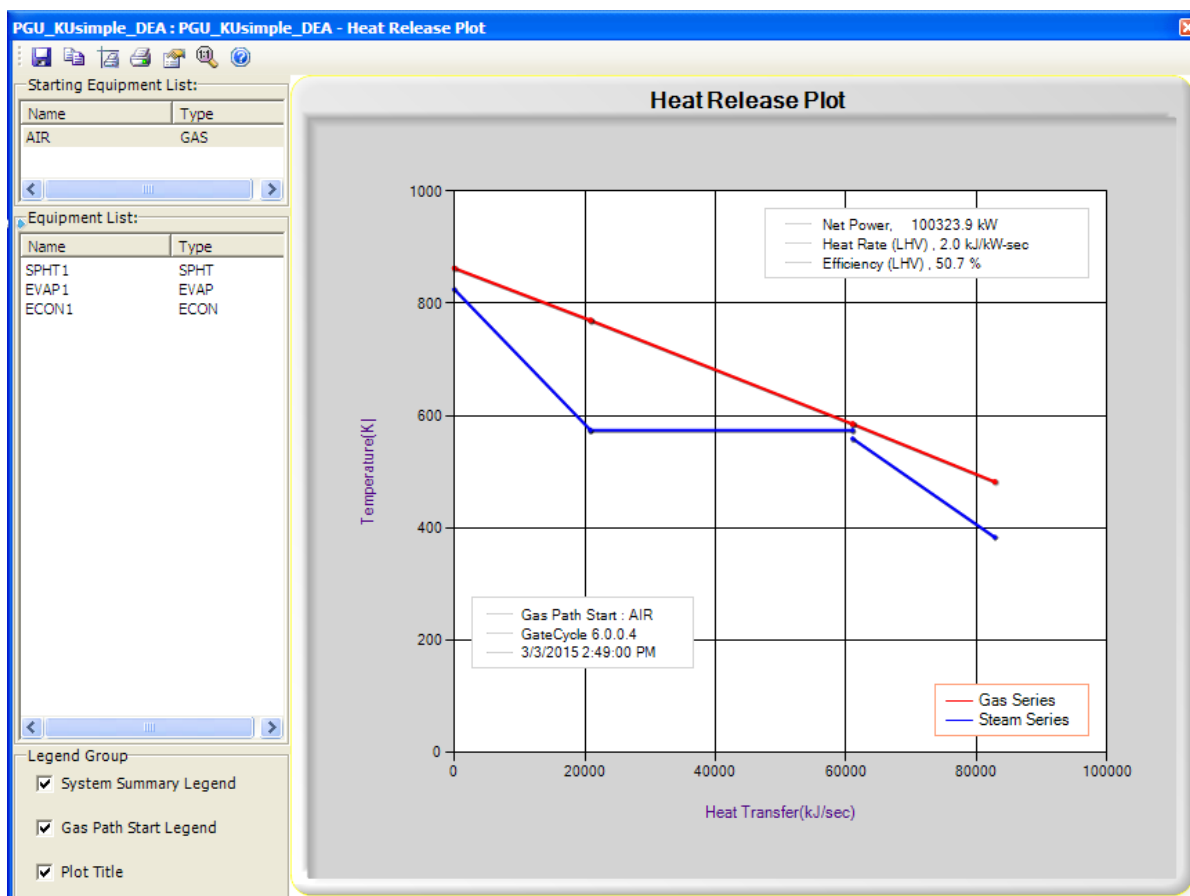 PGU_KUsimple_DEA : PGU_KUsimple_DEA - Heat Release Plot
Starting Equipment List:
Name Type
AIR GAS
Equipment List:
Name Type
SPHT1 SPHT
EVAP1 EVAP
ECON1 ECON
Legend Group
System Summary Legend
Gas Path Start Legend
Plot Title
Heat Release Plot
1000
800
600
400
200
0
Temperature[K]
Net Power, 100323.9 kW
Heat Rate (LHV) , 2.0 kJ/kW-sec
Efficiency (LHV) , 50.7 %
Gas Path Start : AIR
GateCycle 6.0.0.4
3/3/2015 2:49:00 PM
Gas Series
Steam Series
0 20000 40000 60000 80000 100000
Heat Transfer(kJ/sec)